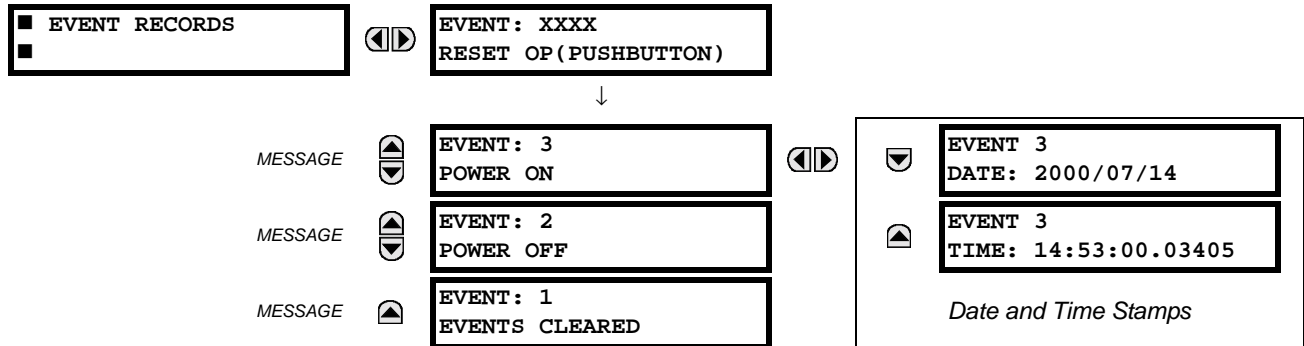 ■ EVENT RECORDS
■
EVENT: XXXX
RESET OP(PUSHBUTTON)
↓
MESSAGE
EVENT: 3
POWER ON
EVENT 3
DATE: 2000/07/14
MESSAGE
EVENT: 2
POWER OFF
EVENT 3
TIME: 14:53:00.03405
MESSAGE
EVENT: 1
EVENTS CLEARED
Date and Time Stamps